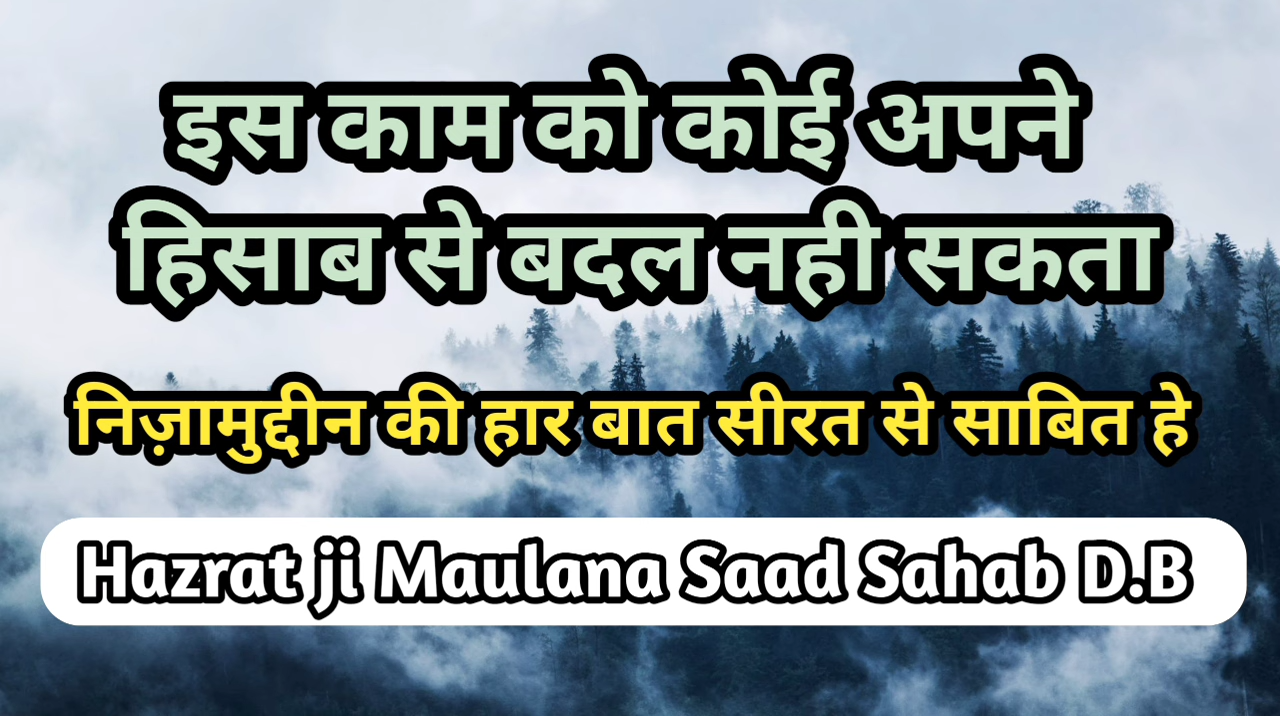 इस काम को कोई अपने
हिसाब से बदल नही सकता
निज़ामुद्दीन की हार बात सीरत से साबित हे
Hazrat ji Maulana Saad Sahab D.B